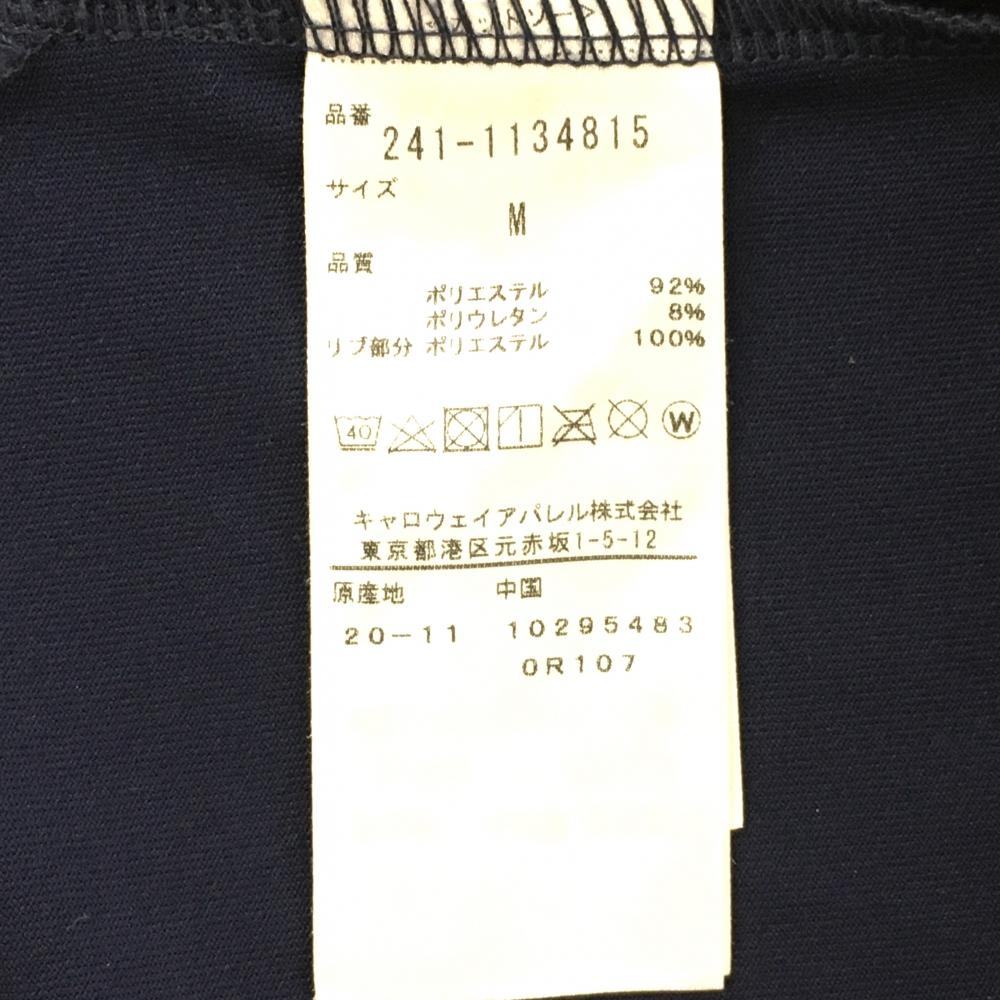 品番
241-1134815
サイズ
M
品質
ポリエステル 92%
ポリウレタン 8%
リブ部分 ポリエステル 100%
40 W
キャロウェイアパレル株式会社
東京都港区元赤坂1-5-12
原産地 中国
20-11 10295483
0R107